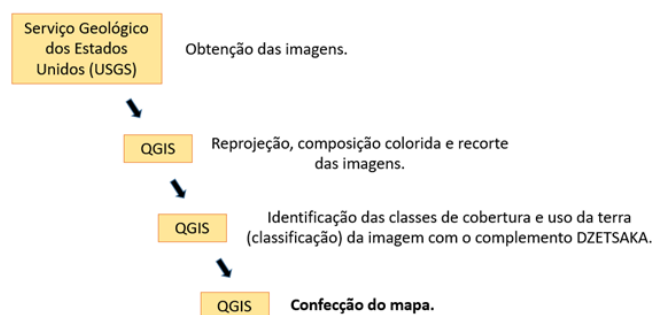 Serviço Geológico
dos Estados
Unidos (USGS)
Obtenção das imagens.
QGIS
Reprojeção, composição colorida e recorte
das imagens.
QGIS
Identificação das classes de cobertura e uso da terra
(classificação) da imagem com o complemento DZETSAKA.
QGIS
Confecção do mapa.